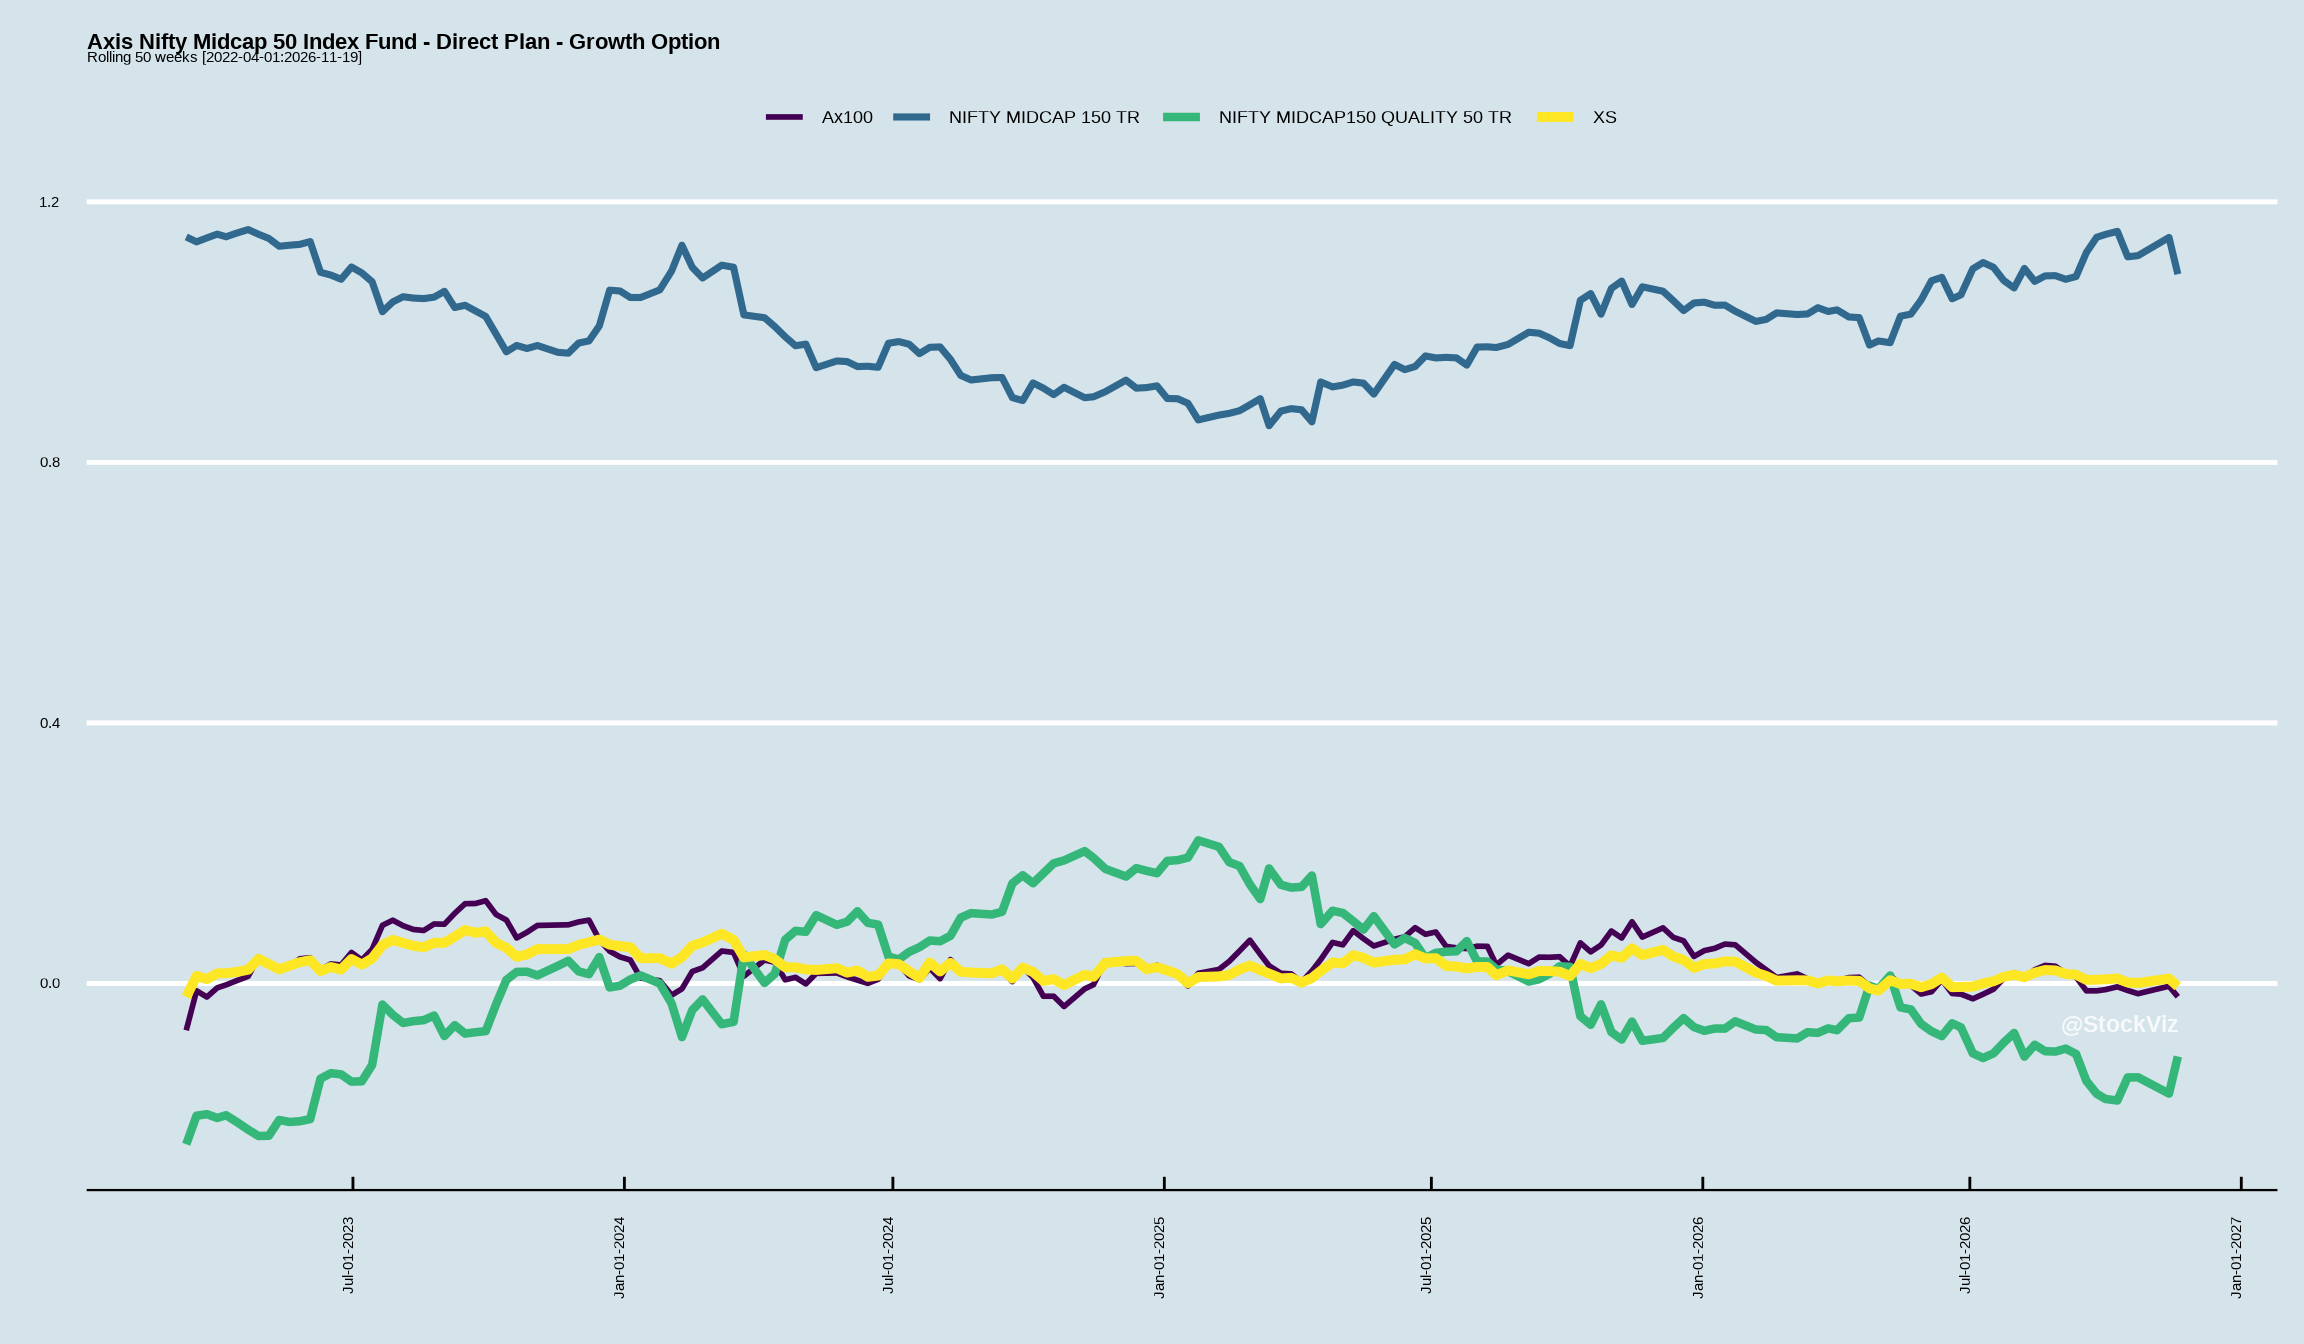 Axis Nifty Midcap 50 Index Fund - Direct Plan - Growth Option
Rolling 50 weeks [2022-04-01:2026-11-19]
Ax100 NIFTY MIDCAP 150 TR NIFTY MIDCAP150 QUALITY 50 TR XS
1.2
0.8
0.4
0.0
@StockViz
Jul-01-2023
Jan-01-2024
Jul-01-2024
Jan-01-2025
Jul-01-2025
Jan-01-2026
Jul-01-2026
Jan-01-2027